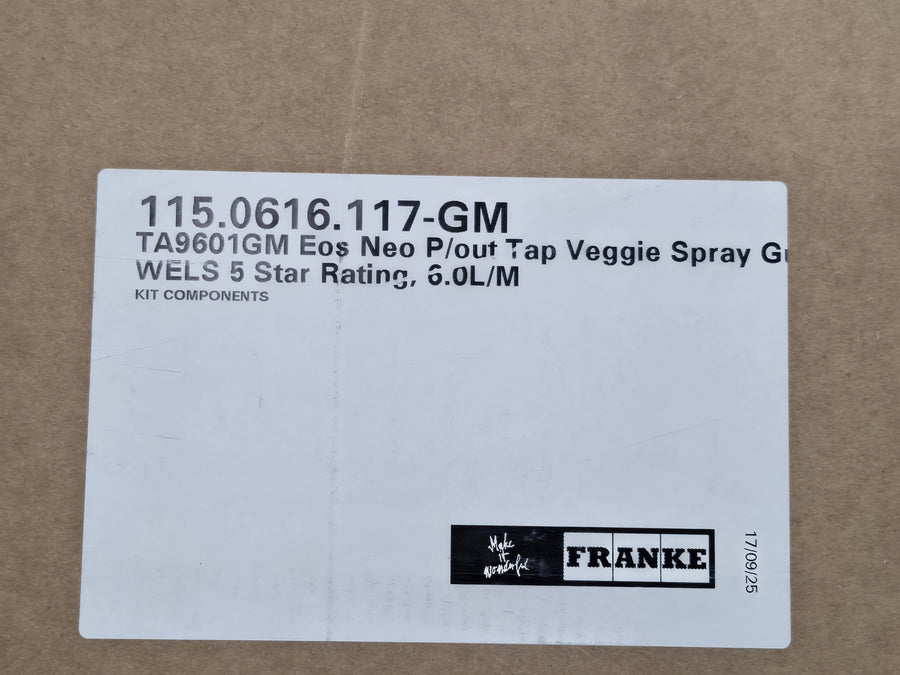 115.0616.117-GM
TA9601GM Eos Neo P/out Tap Veggie Spray
WELS 5 Star Rating, 6.0L/M
KIT COMPONENTS
Make
it
Wonderful
FRANKE
17/09/25